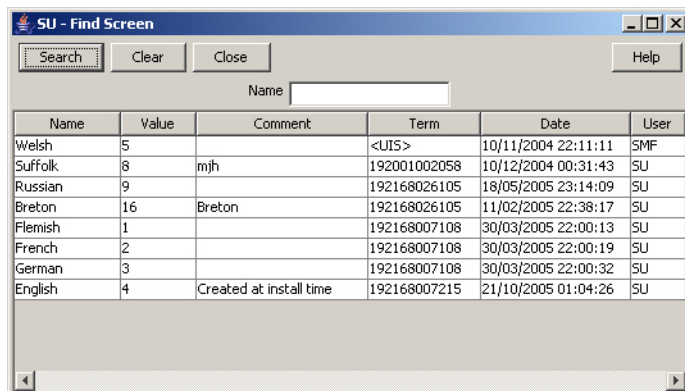 SU - Find Screen
Search Clear Close Help
Name
Name Value Comment Term Date User
Welsh 5 <UIS> 10/11/2004 22:11:11 SMF
Suffolk 8 mjh 192001002058 10/12/2004 00:31:43 SU
Russian 9 192168026105 18/05/2005 23:14:09 SU
Breton 16 Breton 192168026105 11/02/2005 22:38:17 SU
Flemish 1 192168007108 30/03/2005 22:00:13 SU
French 2 192168007108 30/03/2005 22:00:19 SU
German 3 192168007108 30/03/2005 22:00:32 SU
English 4 Created at install time 192168007215 21/10/2005 01:04:26 SU